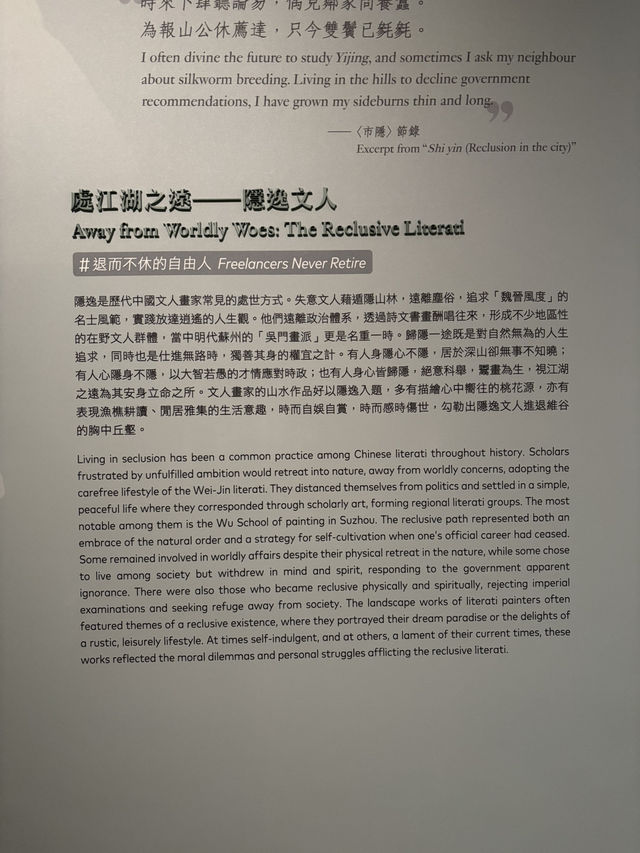 時來卜肆聽論易，偶見鄰家問養蠶。
為報山公休薦達，只今雙鬢已毿毿。
I often divine the future to study Yijing, and sometimes I ask my neighbour
about silkworm breeding. Living in the hills to decline government
recommendations, I have grown my sideburns thin and long.
”
——〈市隱〉節錄
Excerpt from “Shi yin (Reclusion in the city)”
處江湖之遠——隱逸文人
Away from Worldly Woes: The Reclusive Literati
#退而不休的自由人 Freelancers Never Retire
隱逸是歷代中國文人畫家常見的處世方式。失意文人藉遁隱山林，遠離塵俗，追求「魏晉風度」的
名士風範，實踐放達逍遙的人生觀。他們遠離政治體系，透過詩文書畫酬唱往來，形成不少地區性
的在野文人群體，當中明代蘇州的「吳門畫派」更是名重一時。歸隱一途既是對自然無為的人生
追求，同時也是仕進無路時，獨善其身的權宜之計。有人身隱心不隱，居於深山卻無事不知曉；
有人心隱身不隱，以大智若愚的才情應對時政；也有人身心皆歸隱，絕意科舉，鬻畫為生，視江湖
之遠為其安身立命之所。文人畫家的山水作品好以隱逸入題，多有描繪心中嚮往的桃花源，亦有
表現漁樵耕讀、閒居雅集的生活意趣，時而自娛自賞，時而感時傷世，勾勒出隱逸文人進退維谷
的胸中丘壑。
Living in seclusion has been a common practice among Chinese literati throughout history. Scholars
frustrated by unfulfilled ambition would retreat into nature, away from worldly concerns, adopting the
carefree lifestyle of the Wei-Jin literati. They distanced themselves from politics and settled in a simple,
peaceful life where they corresponded through scholarly art, forming regional literati groups. The most
notable among them is the Wu School of painting in Suzhou. The reclusive path represented both an
embrace of the natural order and a strategy for self-cultivation when one’s official career had ceased.
Some remained involved in worldly affairs despite their physical retreat in the nature, while some chose
to live among society but withdrew in mind and spirit, responding to the government apparent
ignorance. There were also those who became reclusive physically and spiritually, rejecting imperial
examinations and seeking refuge away from society. The landscape works of literati painters often
featured themes of a reclusive existence, where they portrayed their dream paradise or the delights of
a rustic, leisurely lifestyle. At times self-indulgent, and at others, a lament of their current times, these
works reflected the moral dilemmas and personal struggles afflicting the reclusive literati.